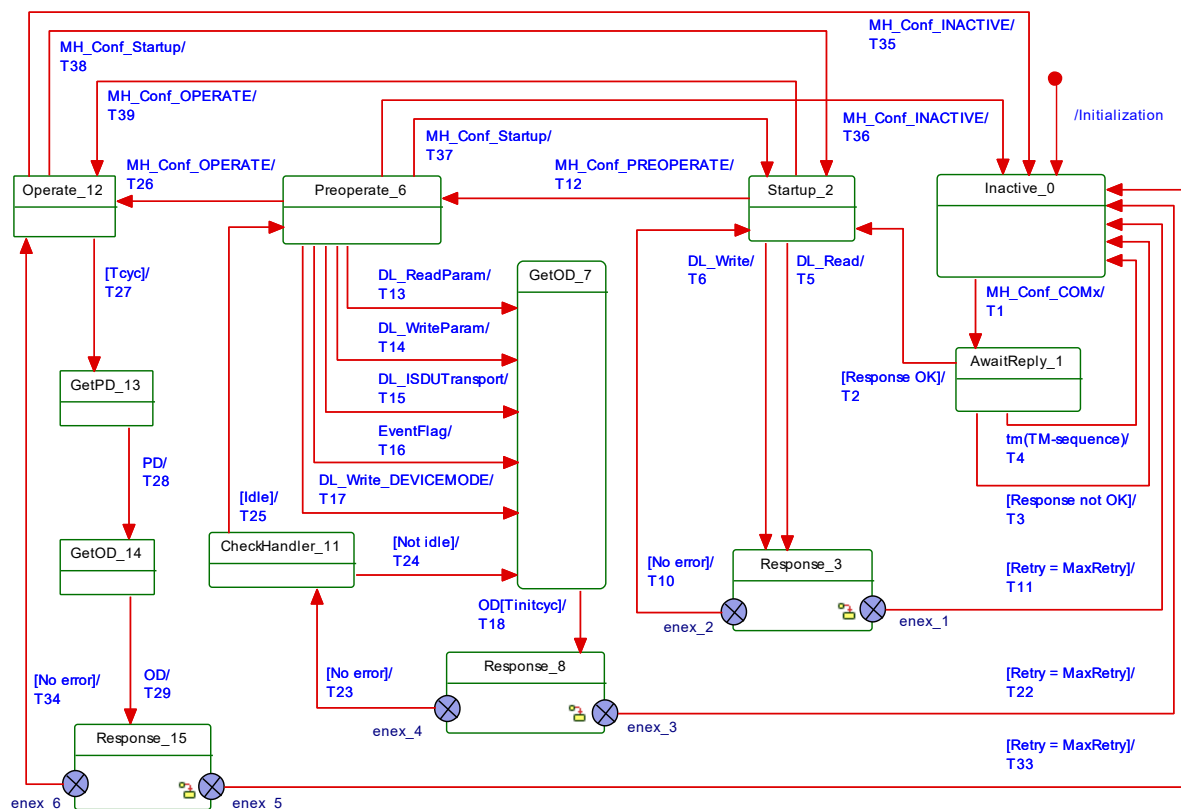 MH_Conf_INACTIVE/
T35
MH_Conf_Startup/
T38
MH_Conf_OPERATE/
T39
MH_Conf_INACTIVE/
T36
/Initialization
MH_Conf_Startup/
T37
MH_Conf_OPERATE/
T26
MH_Conf_PREOPERATE/
T12
Operate_12
Preoperate_6
Startup_2
Inactive_0
[Tcyc]/
T27
DL_ReadParam/
T13
GetOD_7
DL_Write/
T6
DL_Read/
T5
MH_Conf_COMx/
T1
DL_WriteParam/
T14
AwaitReply_1
GetPD_13
DL_ISDUTransport/
T15
[Response OK]/
T2
EventFlag/
T16
tm(TM-sequence)/
T4
PD/
T28
DL_Write_DEVICEMODE/
T17
[Idle]/
T25
[Response not OK]/
T3
GetOD_14
CheckHandler_11
[Not idle]/
T24
[No error]/
T10
Response_3
[Retry = MaxRetry]/
T11
OD[Tinitcyc]/
T18
enex_2
enex_1
[No error]/
T34
OD/
T29
[No error]/
T23
Response_8
[Retry = MaxRetry]/
T22
enex_4
enex_3
Response_15
[Retry = MaxRetry]/
T33
enex_6
enex_5